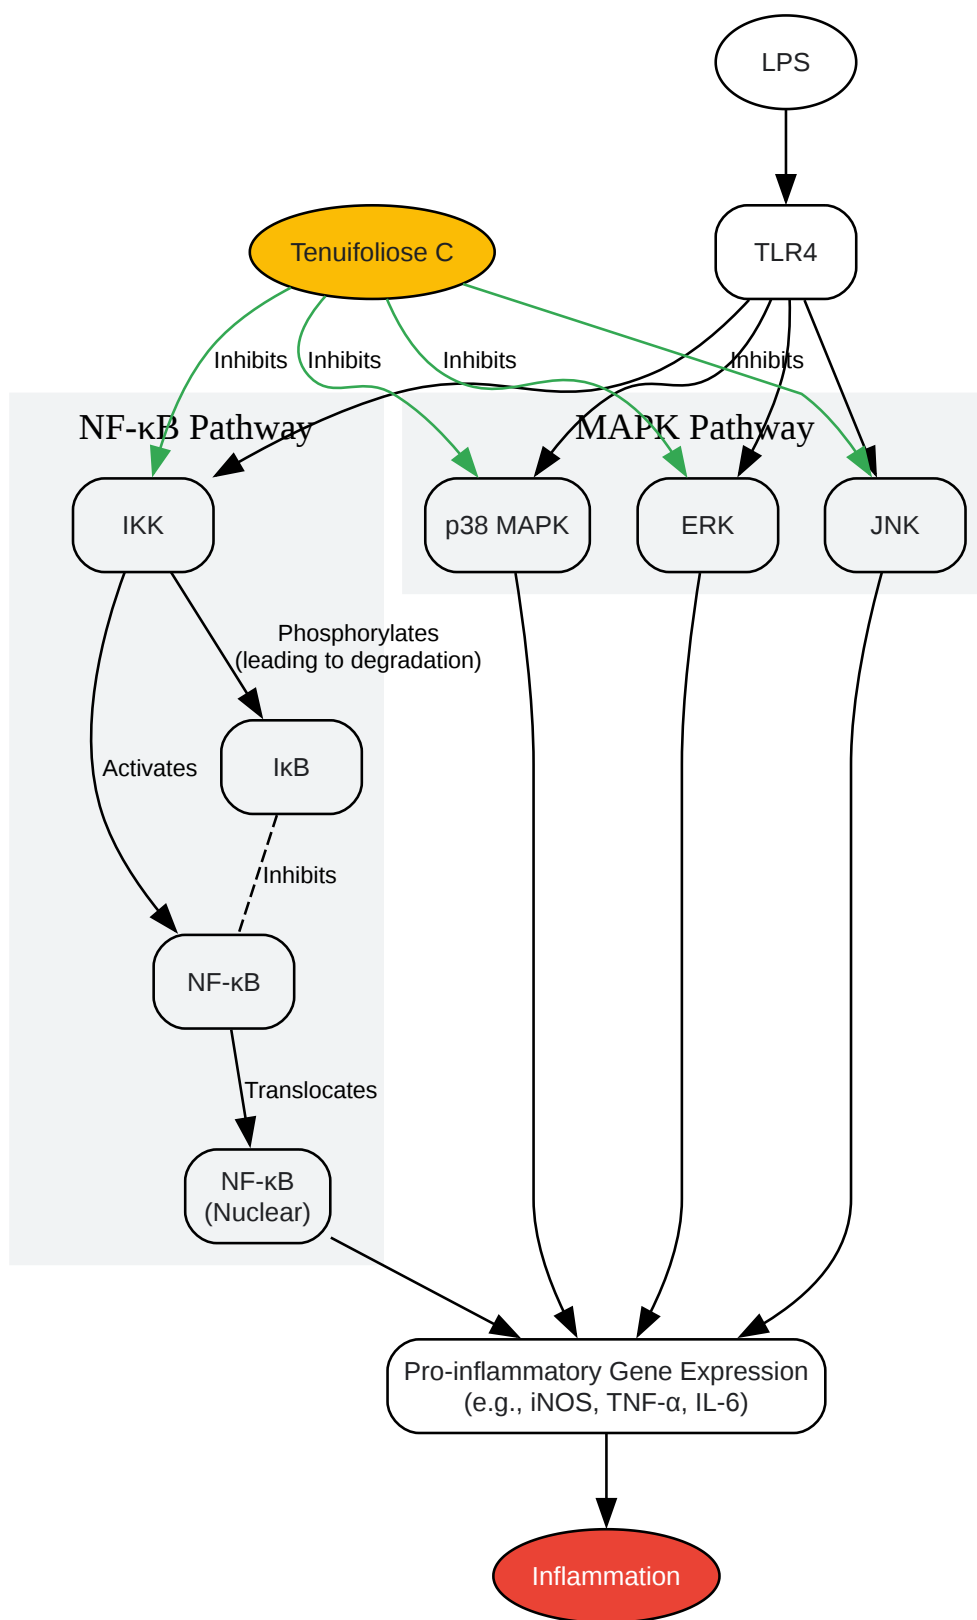 LPS
Tenuifoliose C
TLR4
Inhibits
Inhibits
Inhibits
Inhibits
NF-κB Pathway
MAPK Pathway
IKK
p38 MAPK
ERK
JNK
Phosphorylates
(leading to degradation)
Activates
IκB
Inhibits
NF-κB
Translocates
NF-κB
(Nuclear)
Pro-inflammatory Gene Expression
(e.g., iNOS, TNF-α, IL-6)
Inflammation